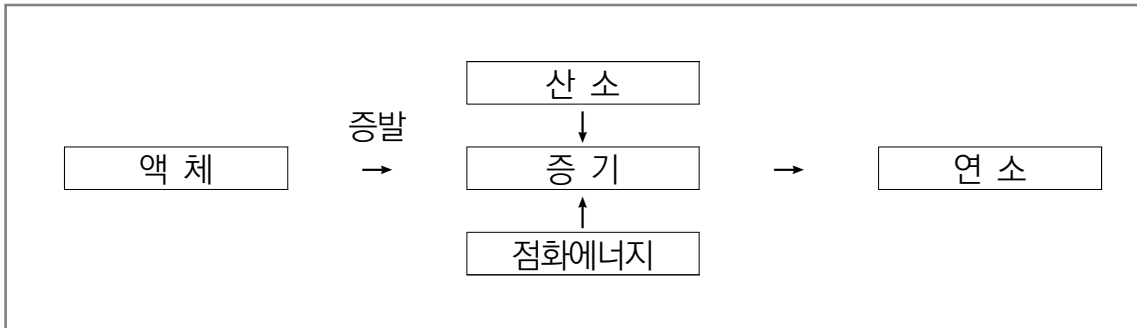 산 소
증발
액 체 → 증 기 → 연 소
점화에너지